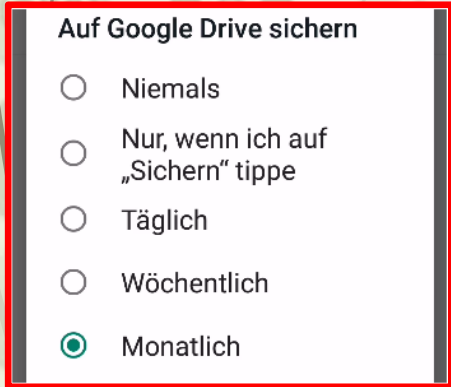 Auf Google Drive sichern
Niemals
Nur, wenn ich auf
„Sichern“ tippe
Täglich
Wöchentlich
Monatlich